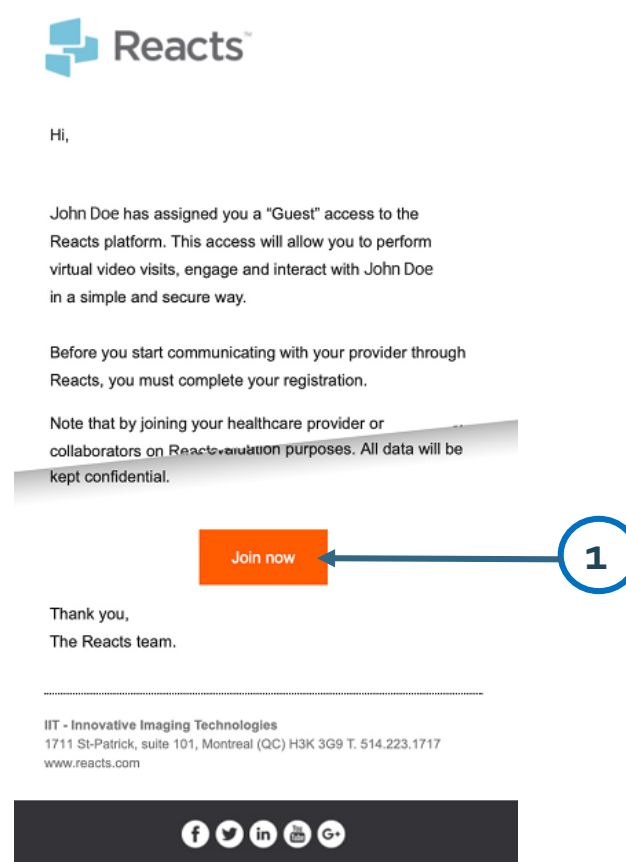 Reacts™
Hi,
John Doe has assigned you a “Guest” access to the
Reacts platform. This access will allow you to perform
virtual video visits, engage and interact with John Doe
in a simple and secure way.
Before you start communicating with your provider through
Reacts, you must complete your registration.
Note that by joining your healthcare provider or
collaborators on purposes. All data will be
kept confidential.
Join now
1
Thank you,
The Reacts team.
IIT - Innovative Imaging Technologies
1711 St-Patrick, suite 101, Montreal (QC) H3K 3G9 T. 514.223.1717
www.reacts.com
f in You Tube G+